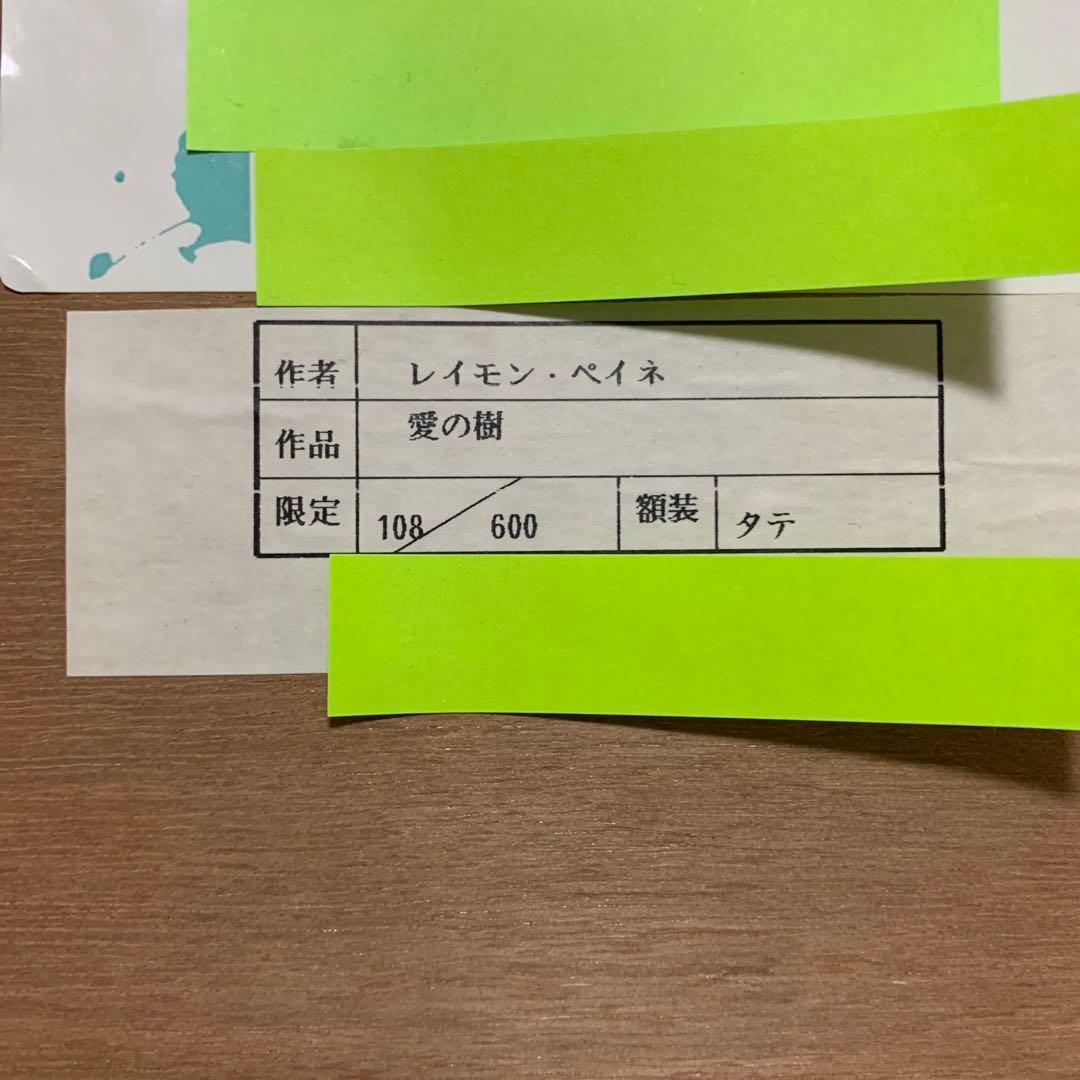 作者 レイモン・ペイネ
作品 愛の樹
限定 108/600 額装 タテ